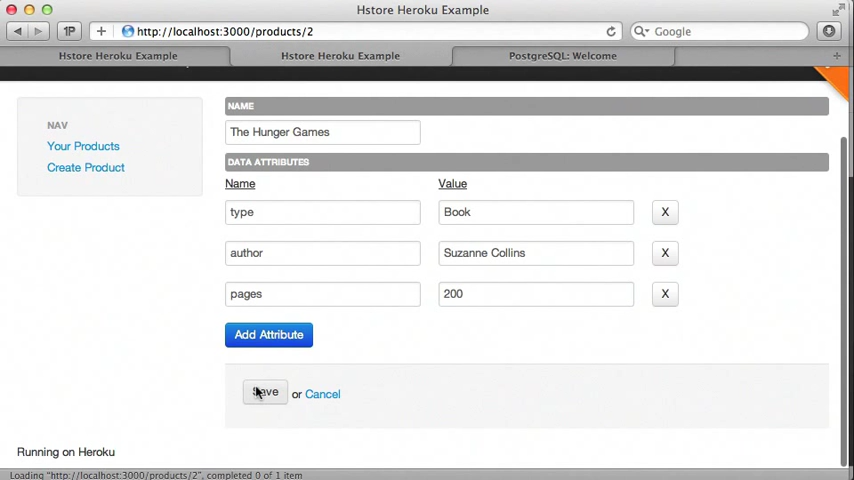 Hstore Heroku Example
1P + http://localhost:3000/products/2 Google
Hstore Heroku Example Hstore Heroku Example PostgreSQL: Welcome +
NAV
Your Products
Create Product
NAME
The Hunger Games
DATA ATTRIBUTES
Name Value
type Book X
author Suzanne Collins X
pages 200 X
Add Attribute
Save or Cancel
Running on Heroku
Loading “http://localhost:3000/products/2”, completed 0 of 1 item